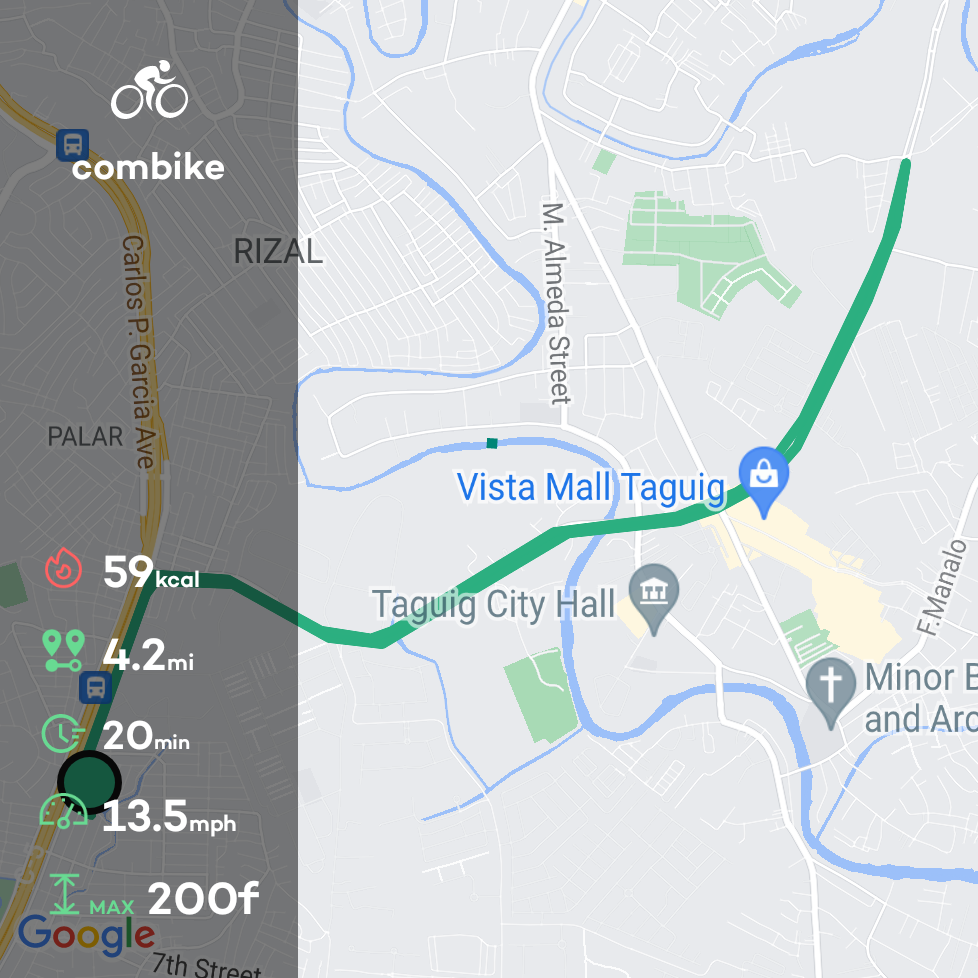 combike
RIZAL
Carlos P. Garcia Ave
M. Almeda Street
PALAR
Vista Mall Taguig
59kcal
Taguig City Hall
F.Manalo
4.2mi
Minor B
and Arc
20min
13.5mph
C-5
MAX 200f
Google
7th Street